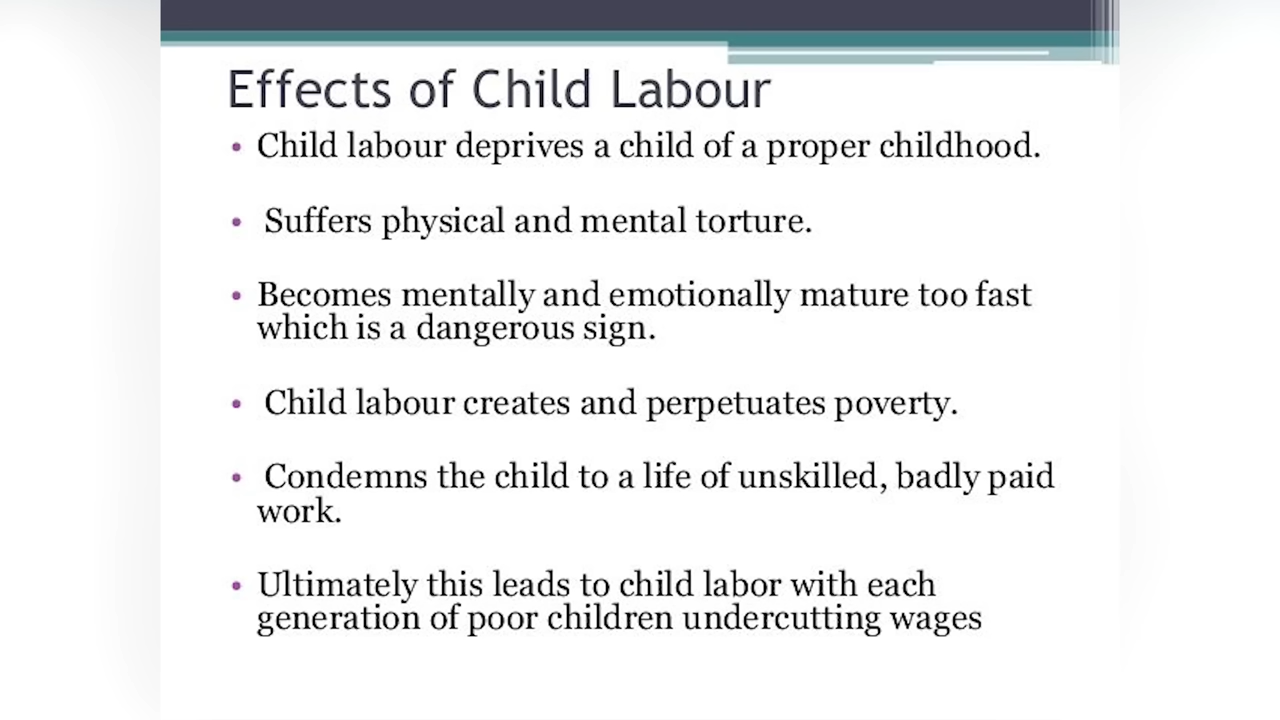 Effects of Child Labour
• Child labour deprives a child of a proper childhood.
• Suffers physical and mental torture.
• Becomes mentally and emotionally mature too fast
which is a dangerous sign.
• Child labour creates and perpetuates poverty.
• Condemns the child to a life of unskilled, badly paid
work.
• Ultimately this leads to child labor with each
generation of poor children undercutting wages